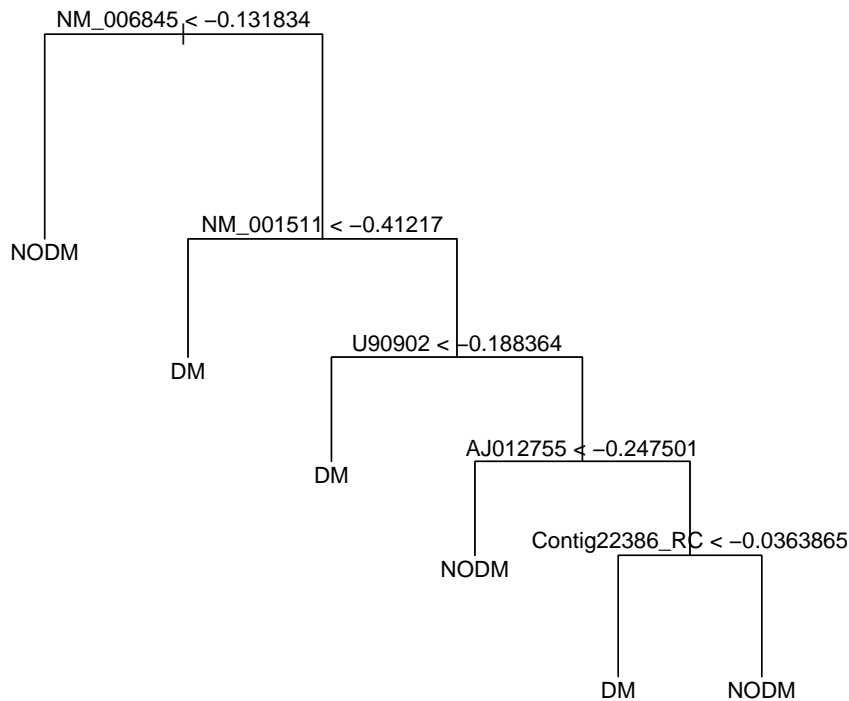 NM_006845 < −0.131834
NM_001511 < −0.41217
NODM
U90902 < −0.188364
DM
AJ012755 < −0.247501
DM
Contig22386_RC < −0.0363865
NODM
DM
NODM